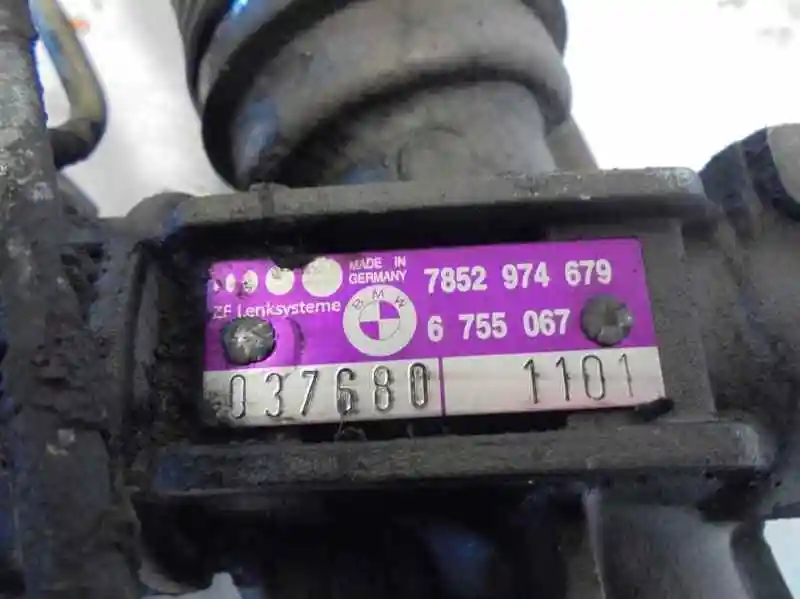 MADE IN
GERMANY
7852 974 679
ZF Lenksysteme
BMW
6 755 067
037680
1101